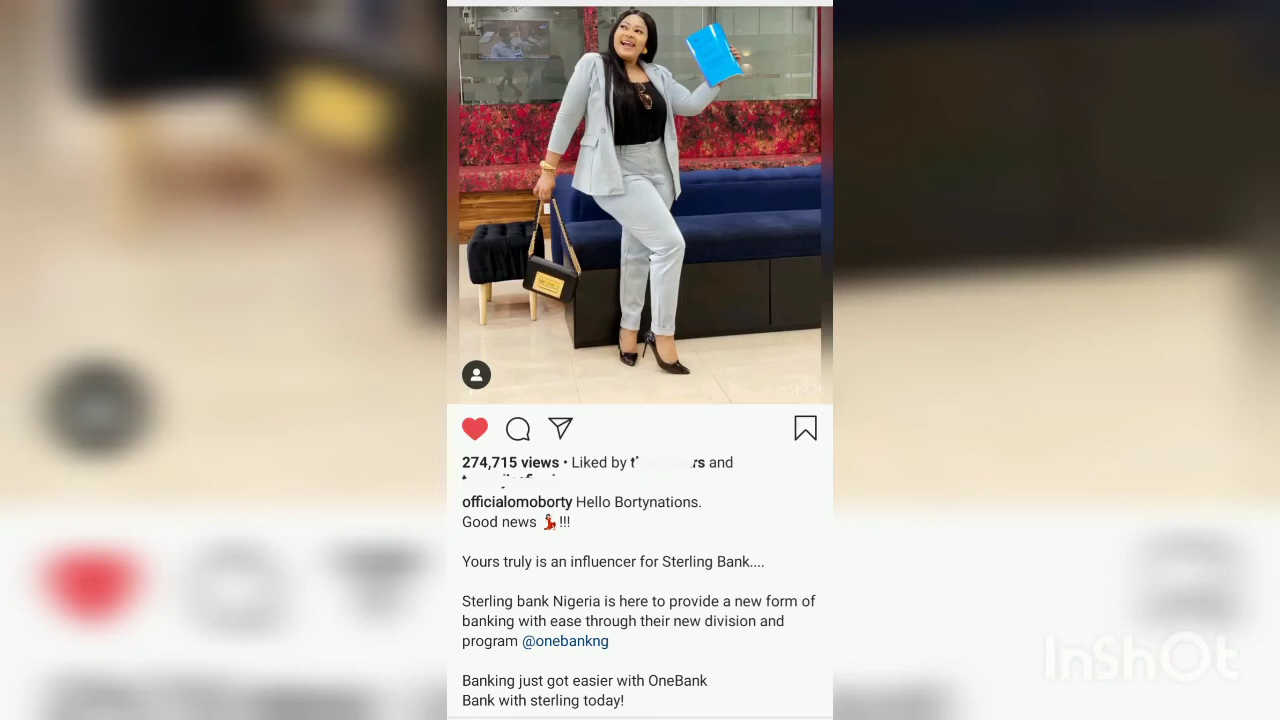 InShOt
274,715 views • Liked by and
officialomoborty Hello Bortynations.
Good news 💃!!!
Yours truly is an influencer for Sterling Bank....
Sterling bank Nigeria is here to provide a new form of
banking with ease through their new division and
program @onebankng
Banking just got easier with OneBank
Bank with sterling today!
InShOt